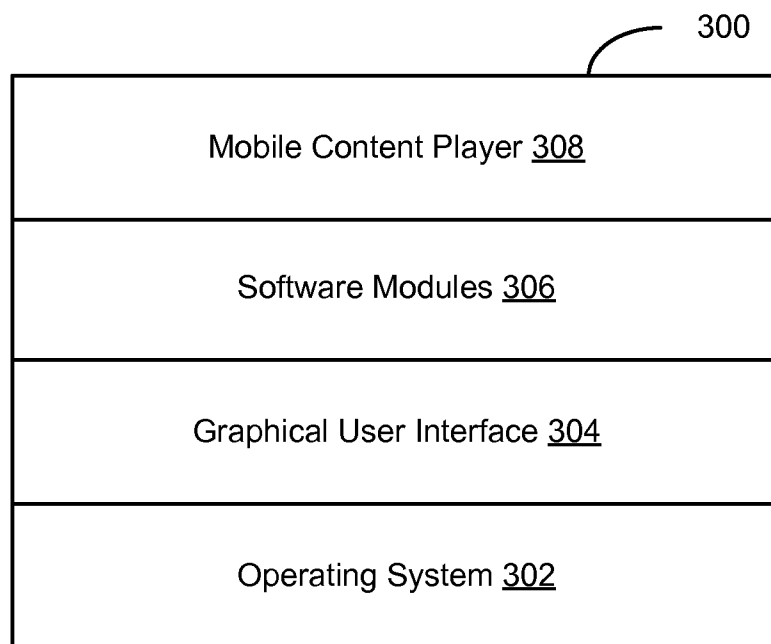 300
Mobile Content Player 308
Software Modules 306
Graphical User Interface 304
Operating System 302